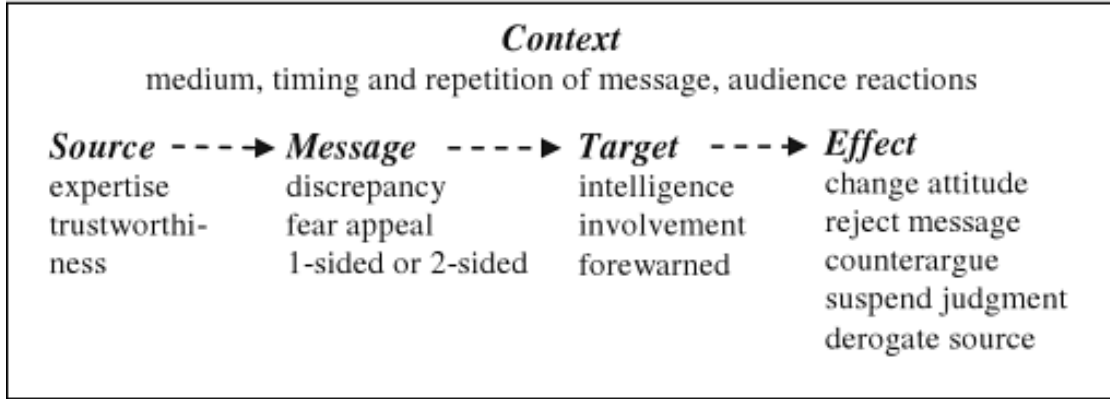 Context
medium, timing and repetition of message, audience reactions
Source Message Target Effect
expertise discrepancy intelligence change attitude
trustworthi- fear appeal involvement reject message
ness 1-sided or 2-sided forewarned counterargue
suspend judgment
derogate source